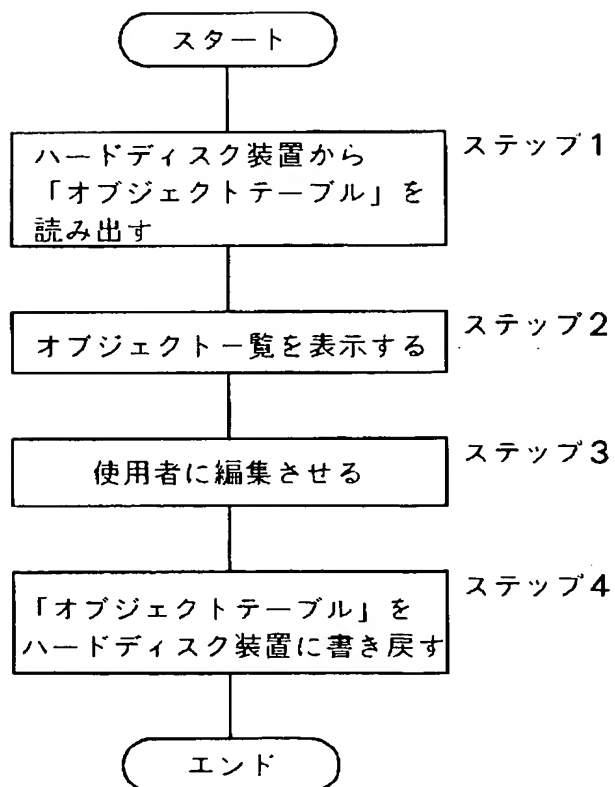 スタート
ハードディスク装置から
「オブジェクトテーブル」を
読み出す
ステップ1
オブジェクト一覧を表示する
ステップ2
使用者に編集させる
ステップ3
「オブジェクトテーブル」を
ハードディスク装置に書き戻す
ステップ4
エンド